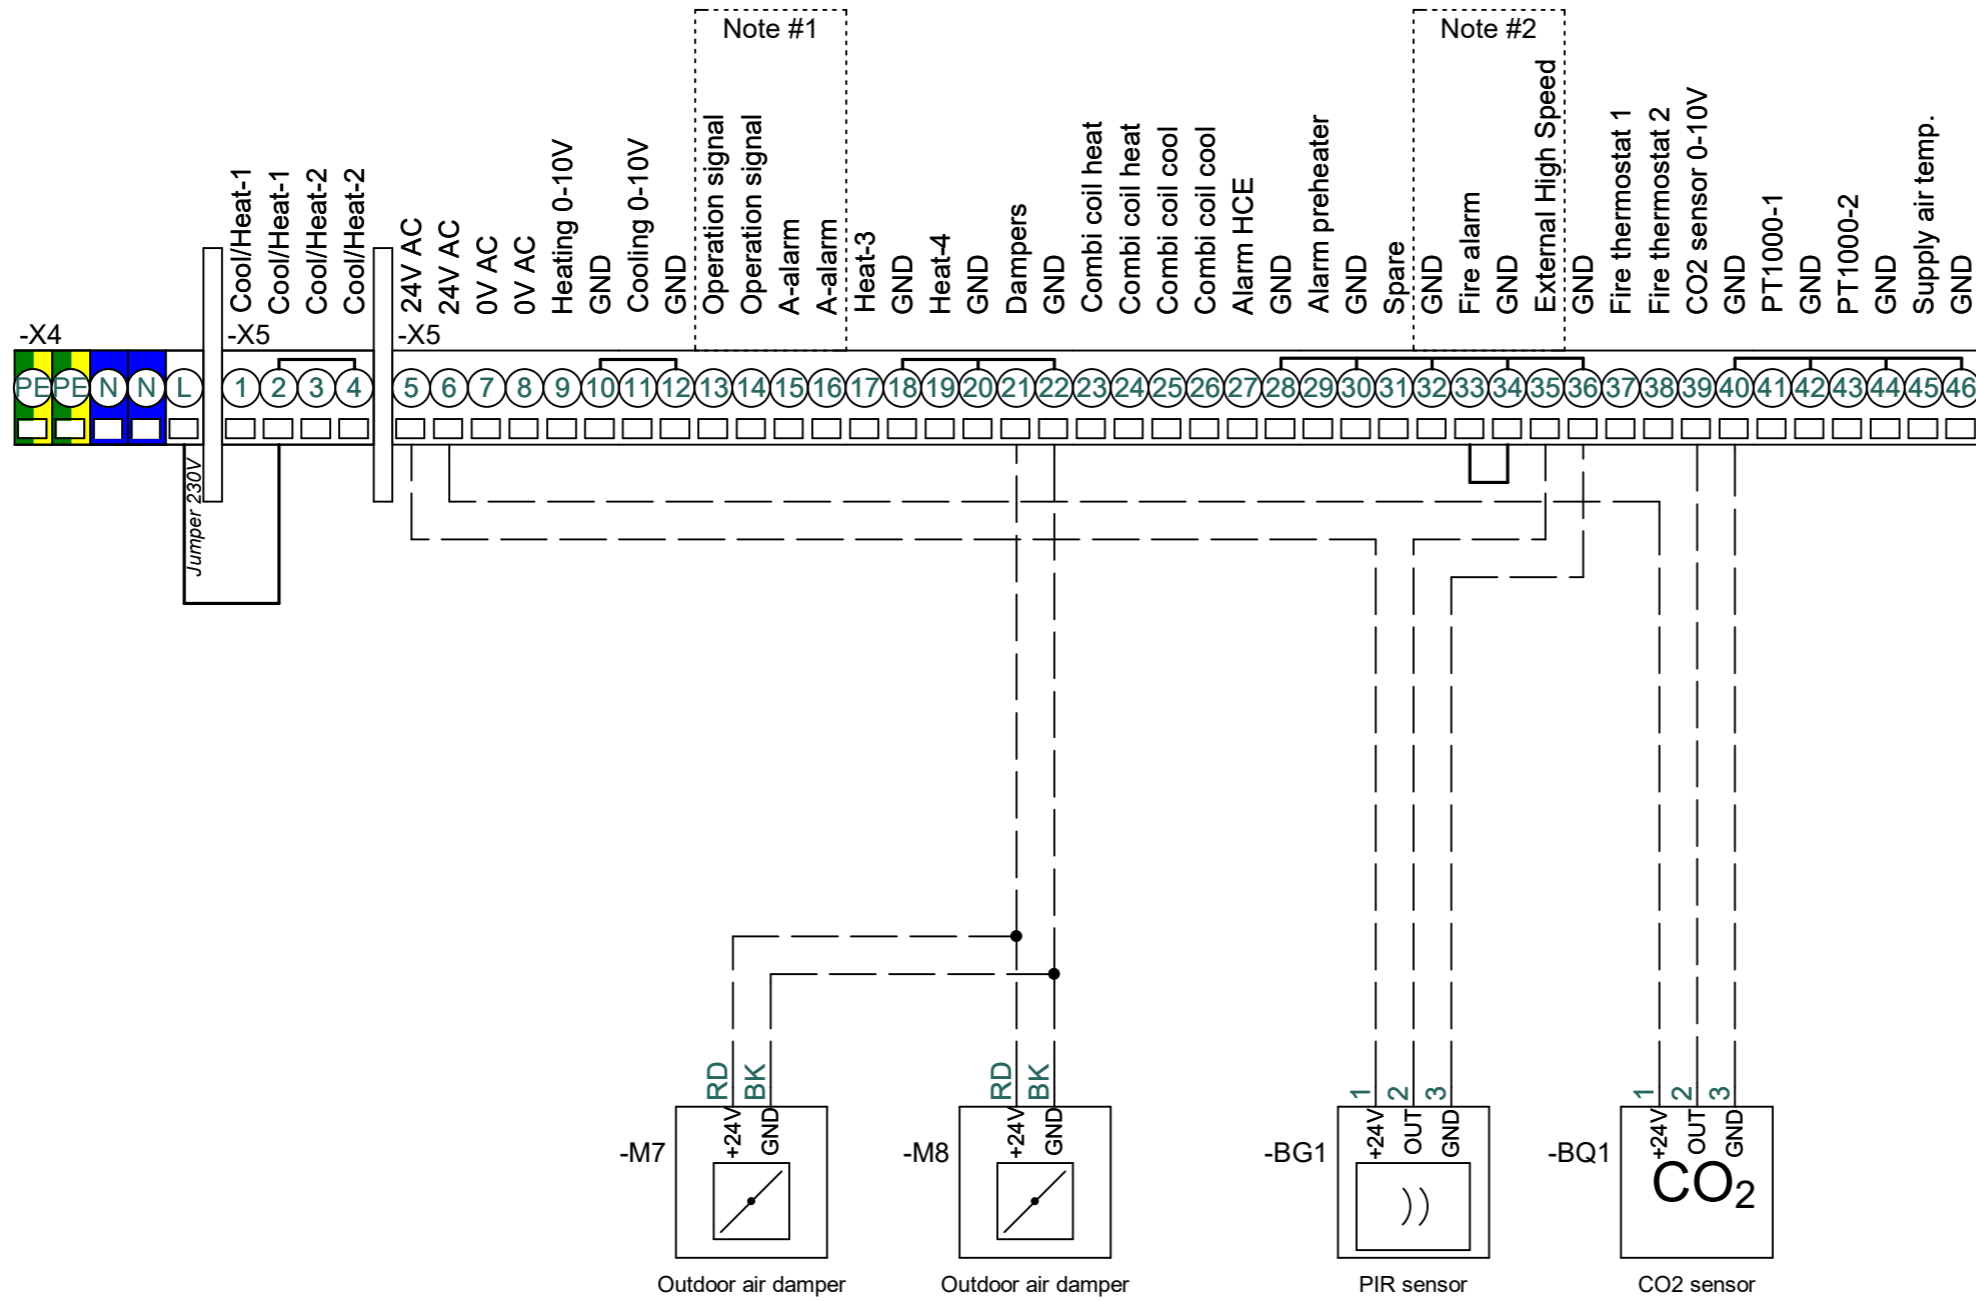 Note #1
Note #2
Cool/Heat-1
Cool/Heat-1
Cool/Heat-2
Cool/Heat-2
24V AC
24V AC
0V AC
0V AC
Heating 0-10V
GND
Cooling 0-10V
GND
Operation signal
Operation signal
A-alarm
A-alarm
Heat-3
GND
Heat-4
GND
Dampers
GND
Combi coil heat
Combi coil heat
Combi coil cool
Combi coil cool
Alarm HCE
GND
Alarm preheater
GND
Spare
GND
Fire alarm
GND
External High Speed
GND
Fire thermostat 1
Fire thermostat 2
CO2 sensor 0-10V
GND
PT1000-1
GND
PT1000-2
GND
Supply air temp.
GND
-X4 -X5 -X5
PE PE N N L 1 2 3 4 5 6 7 8 9 10 11 12 13 14 15 16 17 18 19 20 21 22 23 24 25 26 27 28 29 30 31 32 33 34 35 36 37 38 39 40 41 42 43 44 45 46
Jumper 230V
RD BK RD BK 1 2 3 1 2 3
+24V GND +24V GND +24V OUT GND +24V OUT GND
-M7 -M8 -BG1 -BQ1
CO₂
Outdoor air damper Outdoor air damper PIR sensor CO2 sensor